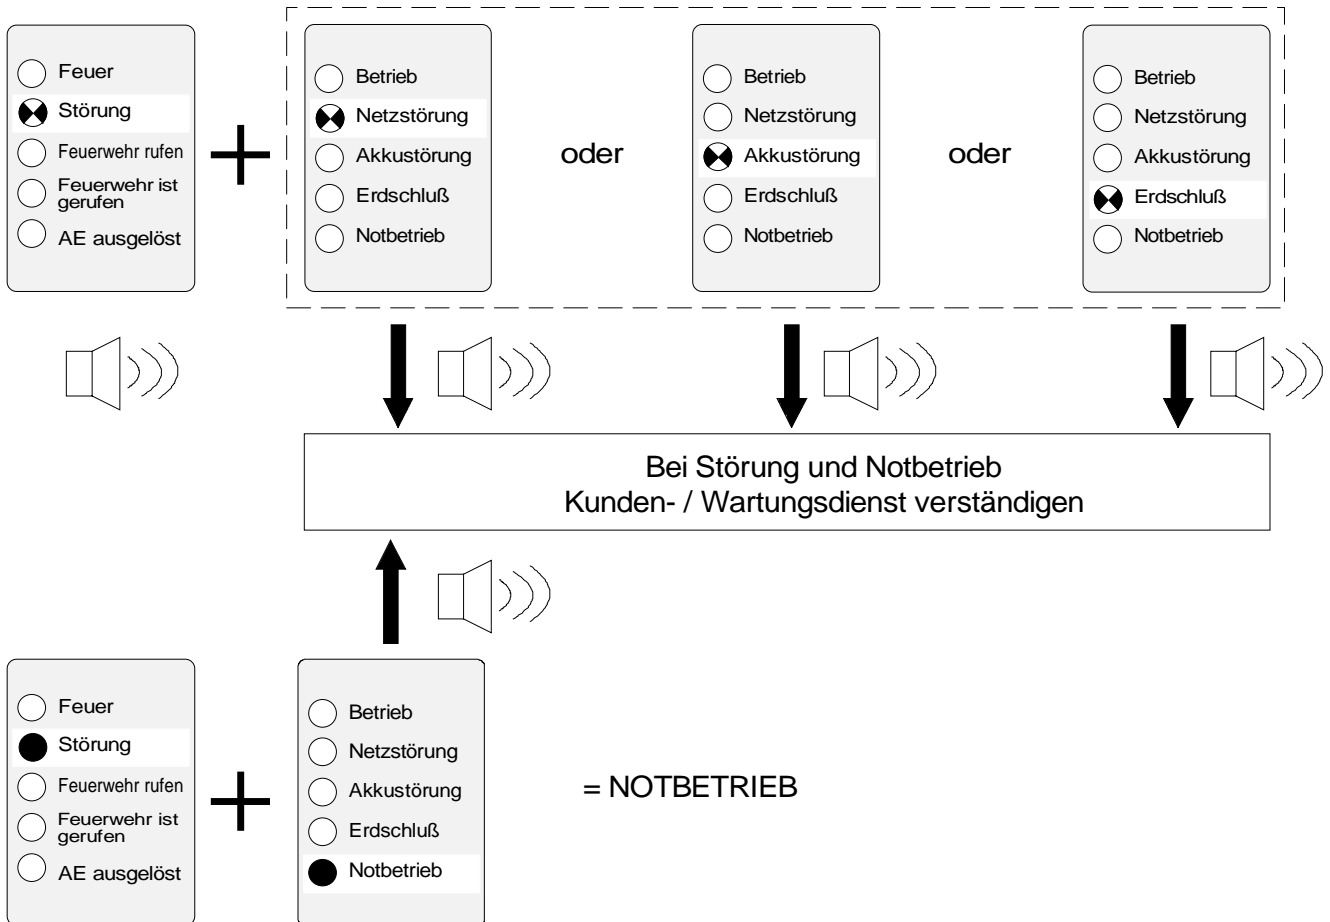 Feuer
Störung
Feuerwehr rufen
Feuerwehr ist
gerufen
AE ausgelöst
Betrieb
Netzstörung
Akkustörung
Erdschluß
Notbetrieb
oder
Betrieb
Netzstörung
Akkustörung
Erdschluß
Notbetrieb
oder
Betrieb
Netzstörung
Akkustörung
Erdschluß
Notbetrieb
Bei Störung und Notbetrieb
Kunden- / Wartungsdienst verständigen
Feuer
Störung
Feuerwehr rufen
Feuerwehr ist
gerufen
AE ausgelöst
Betrieb
Netzstörung
Akkustörung
Erdschluß
Notbetrieb
= NOTBETRIEB